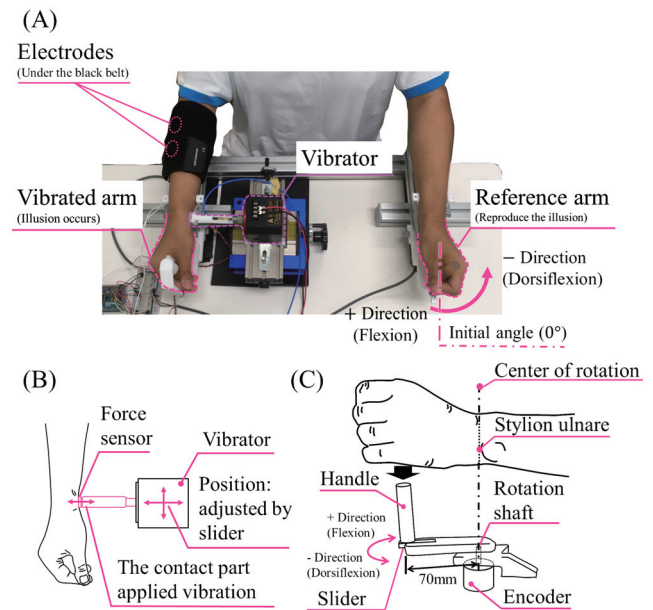 (A)
Electrodes
(Under the black belt)
Vibrator
Vibrated arm
(Illusion occurs)
Reference arm
(Reproduce the illusion)
− Direction
(Dorsiflexion)
+ Direction
(Flexion)
Initial angle (0°)
(B)
Force
sensor
Vibrator
Position:
adjusted by
slider
The contact part
applied vibration
(C)
Center of rotation
Stylion ulnare
Handle
Rotation
shaft
+ Direction
(Flexion)
- Direction
(Dorsiflexion)
70mm
Slider
Encoder